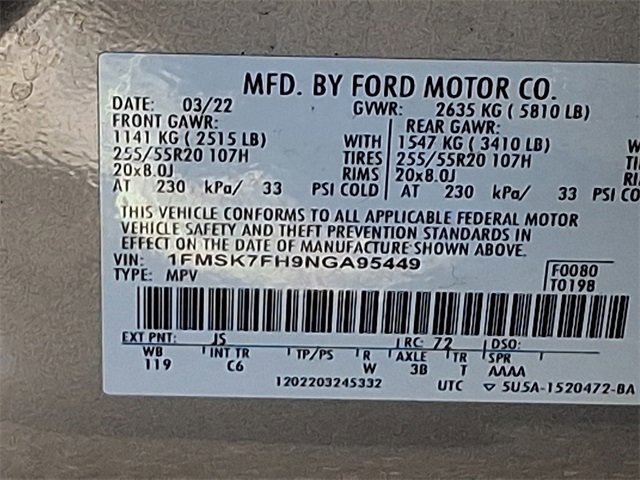 MFD. BY FORD MOTOR CO.
DATE: 03/22 GVWR: 2635 KG ( 5810 LB)
FRONT GAWR: REAR GAWR:
1141 KG ( 2515 LB) WITH 1547 KG ( 3410 LB)
255/55R20 107H TIRES 255/55R20 107H
20x8.0J RIMS 20x8.0J
AT 230 kPa/ 33 PSI COLD AT 230 kPa/ 33 PSI COL
THIS VEHICLE CONFORMS TO ALL APPLICABLE FEDERAL MOTOR
VEHICLE SAFETY AND THEFT PREVENTION STANDARDS IN
EFFECT ON THE DATE OF MANUFACTURE SHOWN ABOVE.
VIN: 1FMSK7FH9NGA95449
TYPE: MPV
F0080
T0198
EXT PNT: JS RC: 72 DSO:
WB INT TR TP/PS R AXLE TR SPR
119 C6 W 3B T AAAA
1202203245332 UTC ▽ 5U5A-1520472-BA